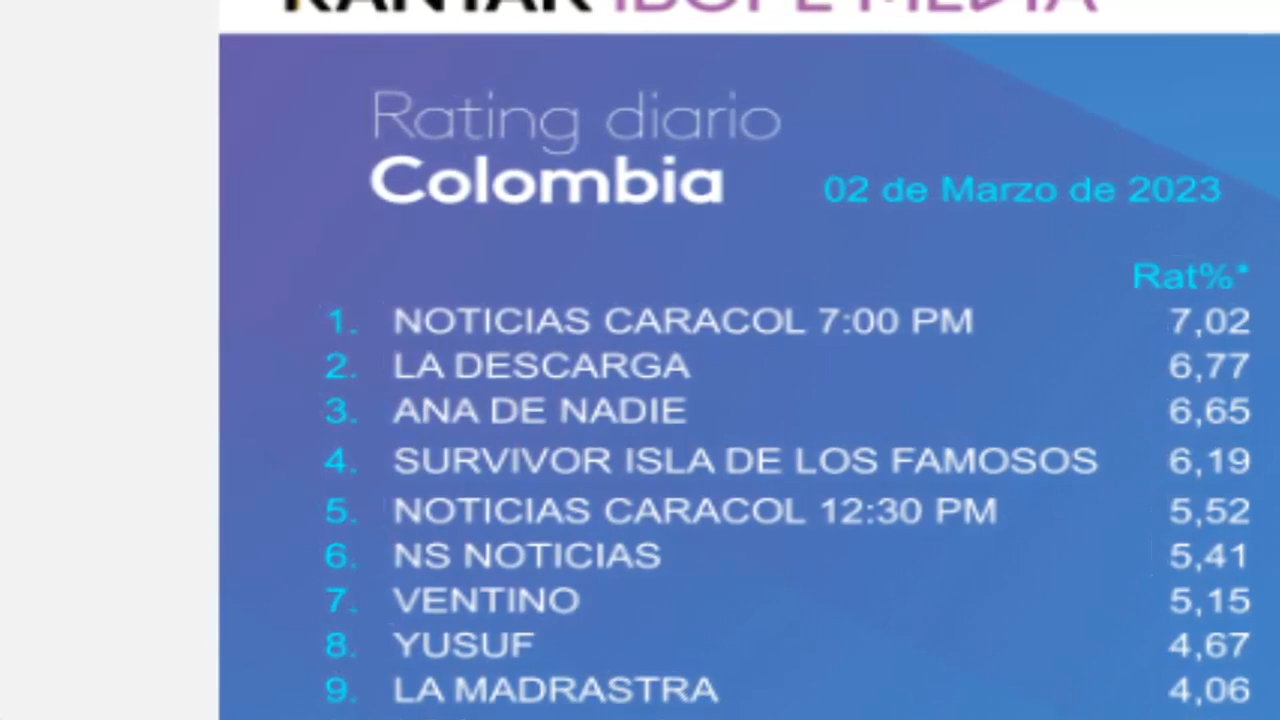 KANTAR IBOPE MEDIA
Rating diario
Colombia
02 de Marzo de 2023
Rat%*
1. NOTICIAS CARACOL 7:00 PM 7,02
2. LA DESCARGA 6,77
3. ANA DE NADIE 6,65
4. SURVIVOR ISLA DE LOS FAMOSOS 6,19
5. NOTICIAS CARACOL 12:30 PM 5,52
6. NS NOTICIAS 5,41
7. VENTINO 5,15
8. YUSUF 4,67
9. LA MADRASTRA 4,06